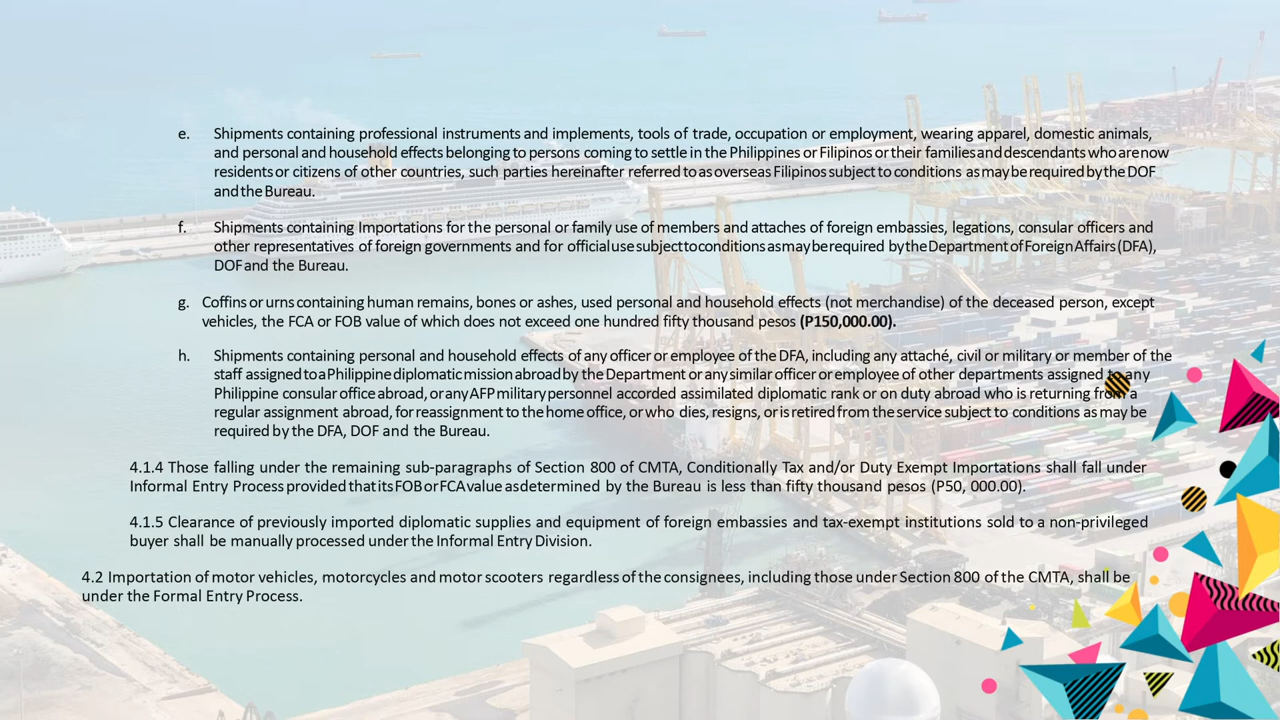 e. Shipments containing professional instruments and implements, tools of trade, occupation or employment, wearing apparel, domestic animals,
and personal and household effects belonging to persons coming to settle in the Philippines or Filipinos or their families and descendants who are now
residents or citizens of other countries, such parties hereinafter referred to as overseas Filipinos subject to conditions as may be required by the DOF
and the Bureau.
f. Shipments containing Importations for the personal or family use of members and attaches of foreign embassies, legations, consular officers and
other representatives of foreign governments and for official use subject to conditions as may be required by the Department of Foreign Affairs (DFA),
DOF and the Bureau.
g. Coffins or urns containing human remains, bones or ashes, used personal and household effects (not merchandise) of the deceased person, except
vehicles, the FCA or FOB value of which does not exceed one hundred fifty thousand pesos (P150,000.00).
h. Shipments containing personal and household effects of any officer or employee of the DFA, including any attaché, civil or military or member of the
staff assigned to a Philippine diplomatic mission abroad by the Department or any similar officer or employee of other departments assigned to any
Philippine consular office abroad, or any AFP military personnel accorded assimilated diplomatic rank or on duty abroad who is returning from a
regular assignment abroad, for reassignment to the home office, or who dies, resigns, or is retired from the service subject to conditions as may be
required by the DFA, DOF and the Bureau.
4.1.4 Those falling under the remaining sub-paragraphs of Section 800 of CMTA, Conditionally Tax and/or Duty Exempt Importations shall fall under
Informal Entry Process provided that its FOB or FCA value as determined by the Bureau is less than fifty thousand pesos (P50, 000.00).
4.1.5 Clearance of previously imported diplomatic supplies and equipment of foreign embassies and tax-exempt institutions sold to a non-privileged
buyer shall be manually processed under the Informal Entry Division.
4.2 Importation of motor vehicles, motorcycles and motor scooters regardless of the consignees, including those under Section 800 of the CMTA, shall be
under the Formal Entry Process.